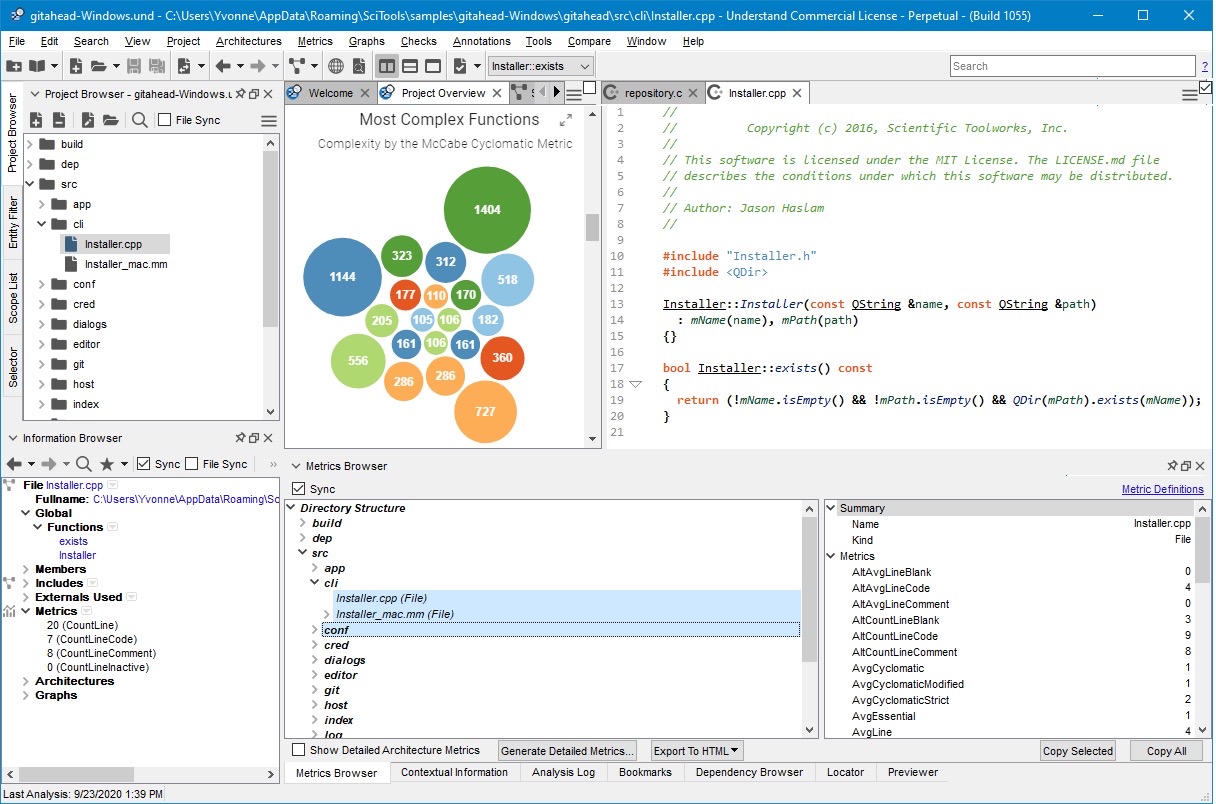 gitahead-Windows.und - C:\Users\Yvonne\AppData\Roaming\SciTools\samples\gitahead-Windows\gitahead\src\cli\Installer.cpp - Understand Commercial License - Perpetual - (Build 1055)
File Edit Search View Project Architectures Metrics Graphs Checks Annotations Tools Compare Window Help
Installer::exists
Search
?
Project Browser
Entity Filter
Scope List
Selector
Project Browser - gitahead-Windows.u
File Sync
build
dep
src
app
cli
Installer.cpp
Installer_mac.mm
conf
cred
dialogs
editor
git
host
index
Welcome
Project Overview
Most Complex Functions
Complexity by the McCabe Cyclomatic Metric
1404
323
312
1144
518
177
110
170
205
105
106
182
161
106
161
556
360
286
286
727
repository.c
Installer.cpp
1 //
2 // Copyright (c) 2016, Scientific Toolworks, Inc.
3 //
4 // This software is licensed under the MIT License. The LICENSE.md file
5 // describes the conditions under which this software may be distributed.
6 //
7 // Author: Jason Haslam
8 //
9
10 #include "Installer.h"
11 #include <QDir>
12
13 Installer::Installer(const QString &name, const QString &path)
14 : mName(name), mPath(path)
15 {}
16
17 bool Installer::exists() const
18 {
19 return (!mName.isEmpty() && !mPath.isEmpty() && QDir(mPath).exists(mName));
20 }
21
Information Browser
Sync File Sync »
File Installer.cpp
Fullname: C:\Users\Yvonne\AppData\Roaming\Sc
Global
Functions
exists
Installer
Members
Includes
Externals Used
Metrics
20 (CountLine)
7 (CountLineCode)
8 (CountLineComment)
0 (CountLineInactive)
Architectures
Graphs
Metrics Browser
Sync
Metric Definitions
Directory Structure
build
dep
src
app
cli
Installer.cpp (File)
Installer_mac.mm (File)
conf
cred
dialogs
editor
git
host
index
log
Summary
Name Installer.cpp
Kind File
Metrics
AltAvgLineBlank 0
AltAvgLineCode 4
AltAvgLineComment 0
AltCountLineBlank 3
AltCountLineCode 9
AltCountLineComment 8
AvgCyclomatic 1
AvgCyclomaticModified 1
AvgCyclomaticStrict 2
AvgEssential 1
AvgLine 4
Show Detailed Architecture Metrics
Generate Detailed Metrics...
Export To HTML
Copy Selected
Copy All
Metrics Browser Contextual Information Analysis Log Bookmarks Dependency Browser Locator Previewer
Last Analysis: 9/23/2020 1:39 PM